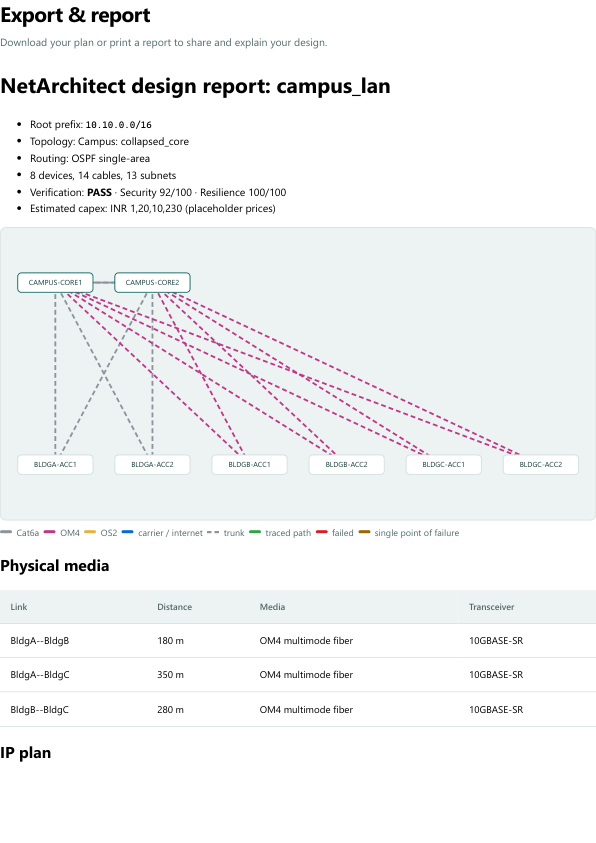 Export & report
Download your plan or print a report to share and explain your design.
NetArchitect design report: campus_lan
Root prefix: 10.10.0.0/16
Topology: Campus: collapsed_core
Routing: OSPF single-area
8 devices, 14 cables, 13 subnets
Verification: PASS · Security 92/100 · Resilience 100/100
Estimated capex: INR 1,20,10,230 (placeholder prices)
CAMPUS-CORE1 CAMPUS-CORE2
BLDGA-ACC1 BLDGA-ACC2 BLDGB-ACC1 BLDGB-ACC2 BLDGC-ACC1 BLDGC-ACC2
Cat6a OM4 OS2 carrier / internet trunk traced path failed single point of failure
Physical media
Link Distance Media Transceiver
BldgA--BldgB 180 m OM4 multimode fiber 10GBASE-SR
BldgA--BldgC 350 m OM4 multimode fiber 10GBASE-SR
BldgB--BldgC 280 m OM4 multimode fiber 10GBASE-SR
IP plan